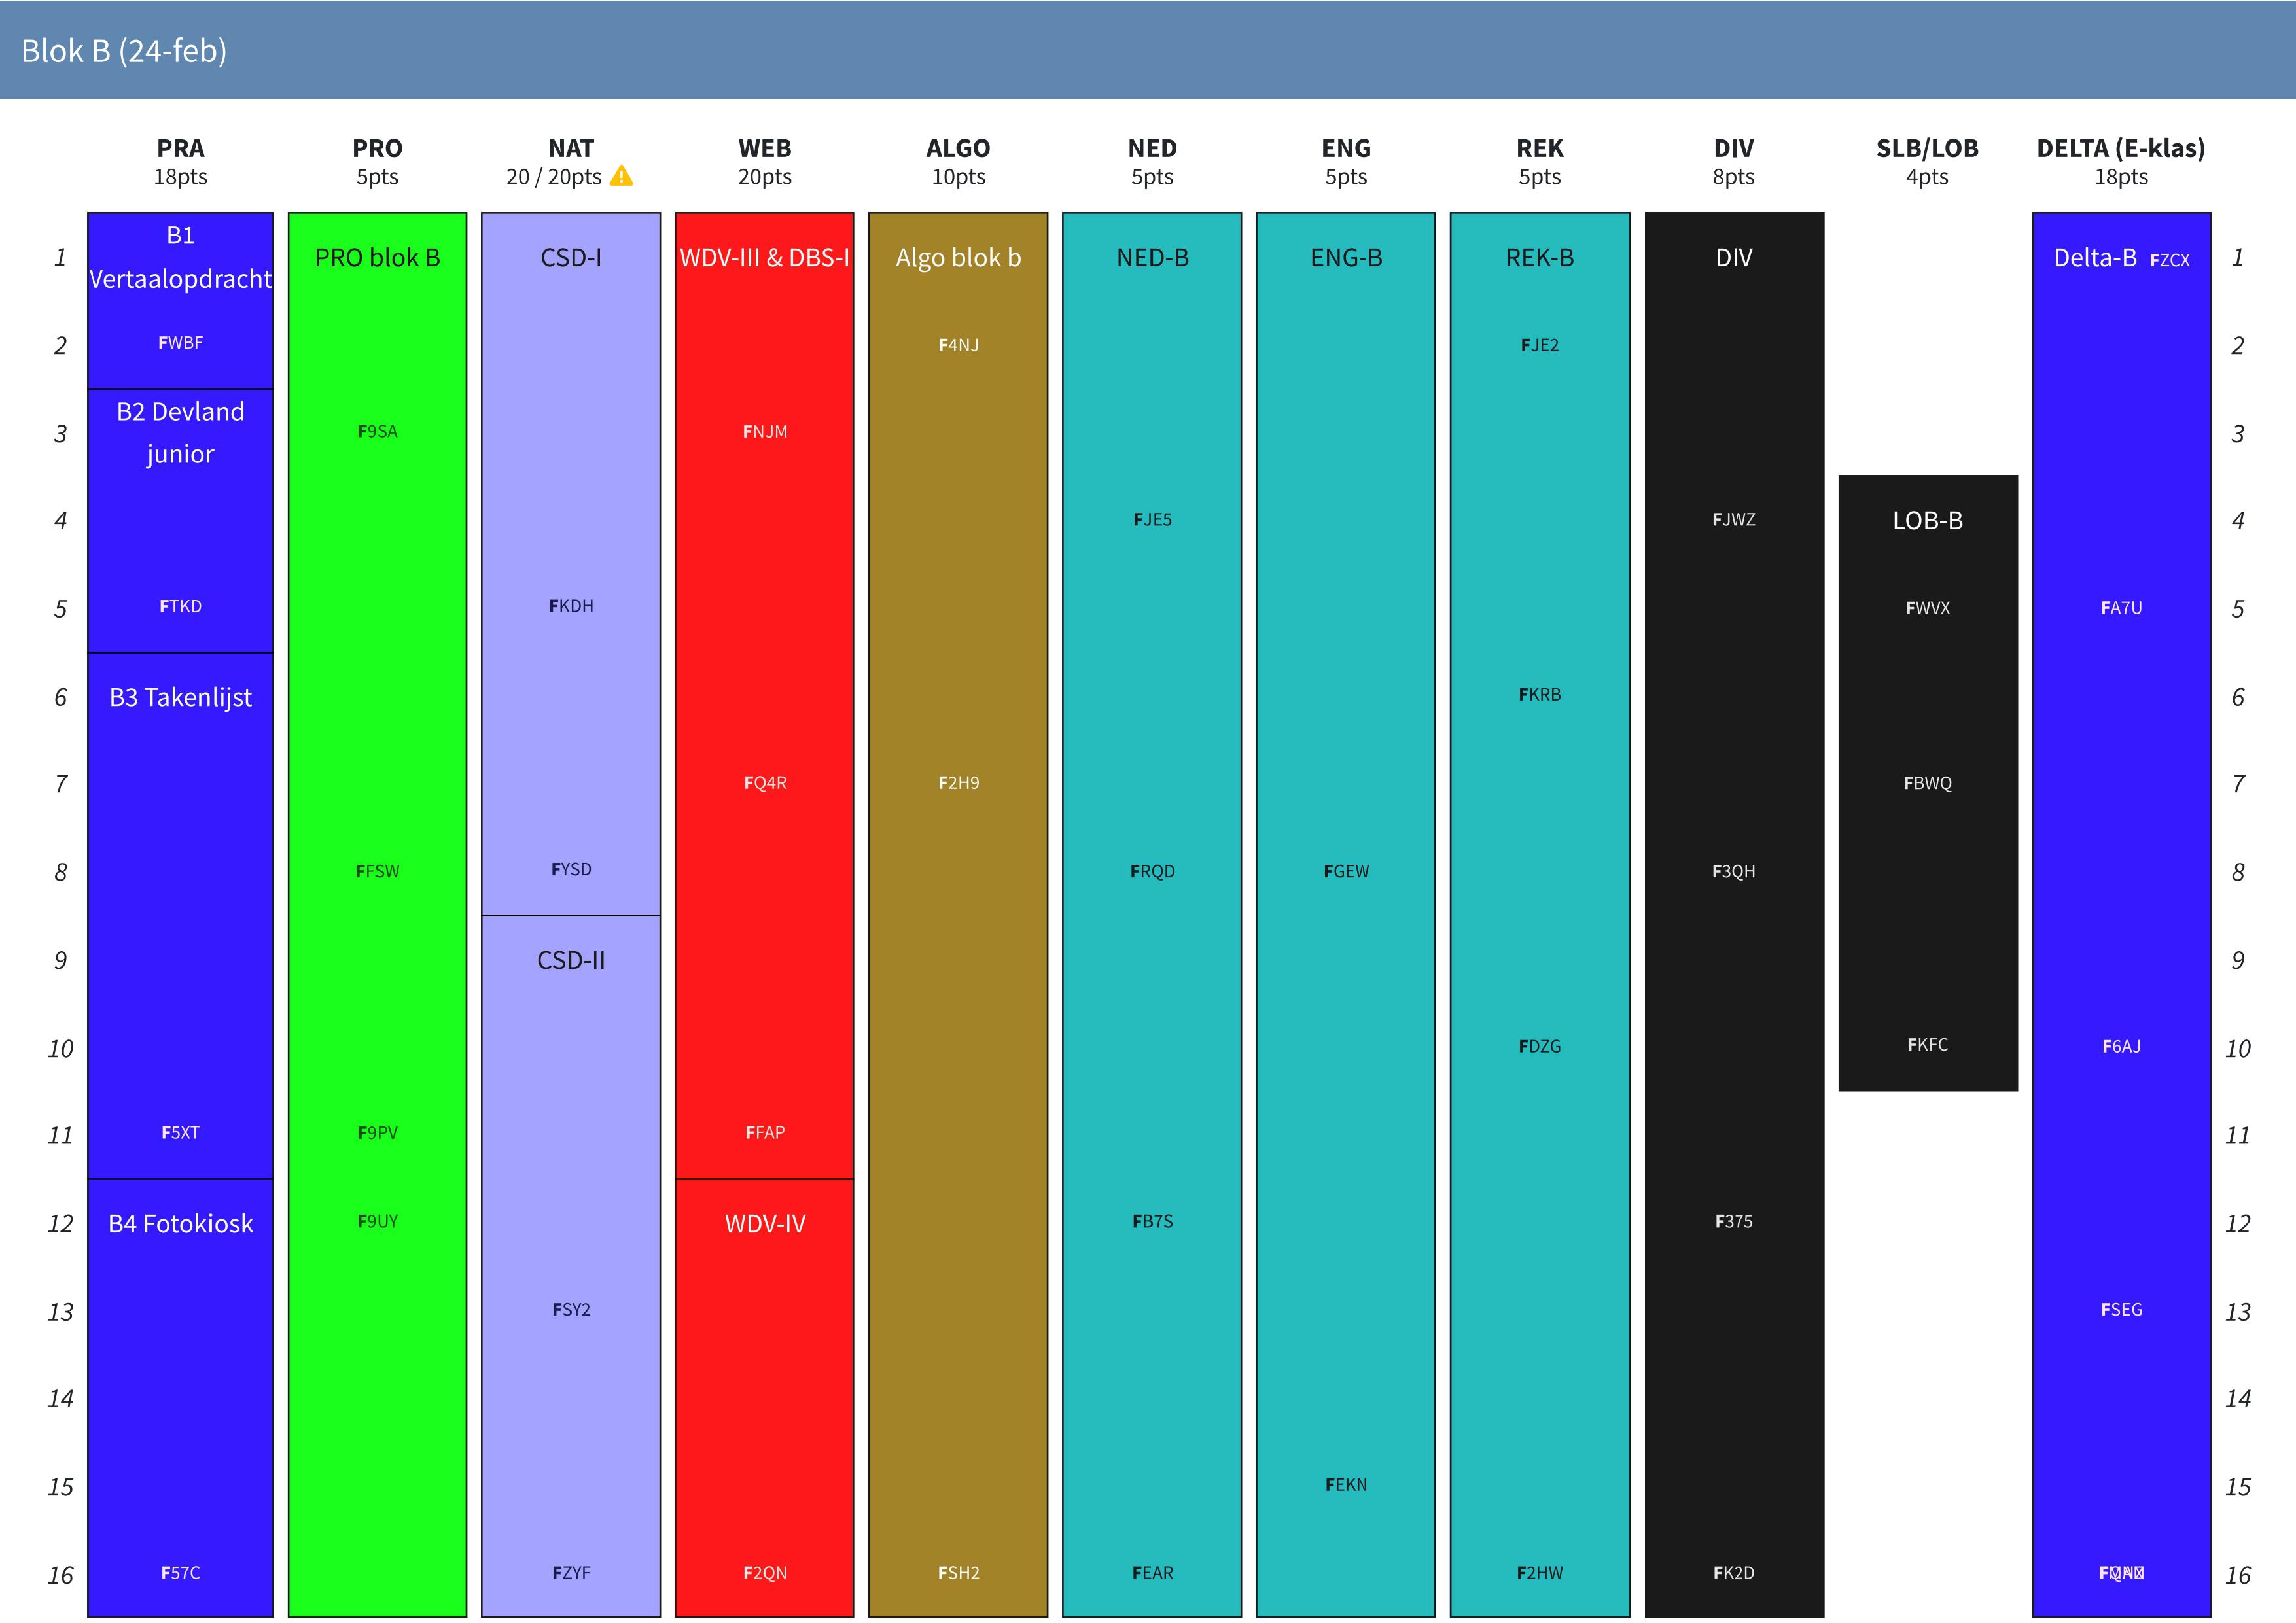 Blok B (24-feb)
PRA PRO NAT WEB ALGO NED ENG REK DIV SLB/LOB DELTA (E-klas)
18pts 5pts 20 / 20pts 20pts 10pts 5pts 5pts 5pts 8pts 4pts 18pts
B1
1 Vertaalopdracht PRO blok B CSD-I WDV-III & DBS-I Algo blok b NED-B ENG-B REK-B DIV Delta-B FZCX 1
2 FWBF F4NJ FJE2 2
B2 Devland
3 junior F9SA FNJM 3
4 FJE5 FJWZ LOB-B 4
5 FTKD FKDH FWVX FA7U 5
6 B3 Takenlijst FKRB 6
7 FQ4R F2H9 FBWQ 7
8 FFSW FYSD FRQD FGEW F3QH 8
9 CSD-II 9
10 FDZG FKFC F6AJ 10
11 F5XT F9PV FFAP 11
12 B4 Fotokiosk F9UY WDV-IV FB7S F375 12
13 FSY2 FSEG 13
14 14
15 FEKN 15
16 F57C FZYF F2QN FSH2 FEAR F2HW FK2D 16